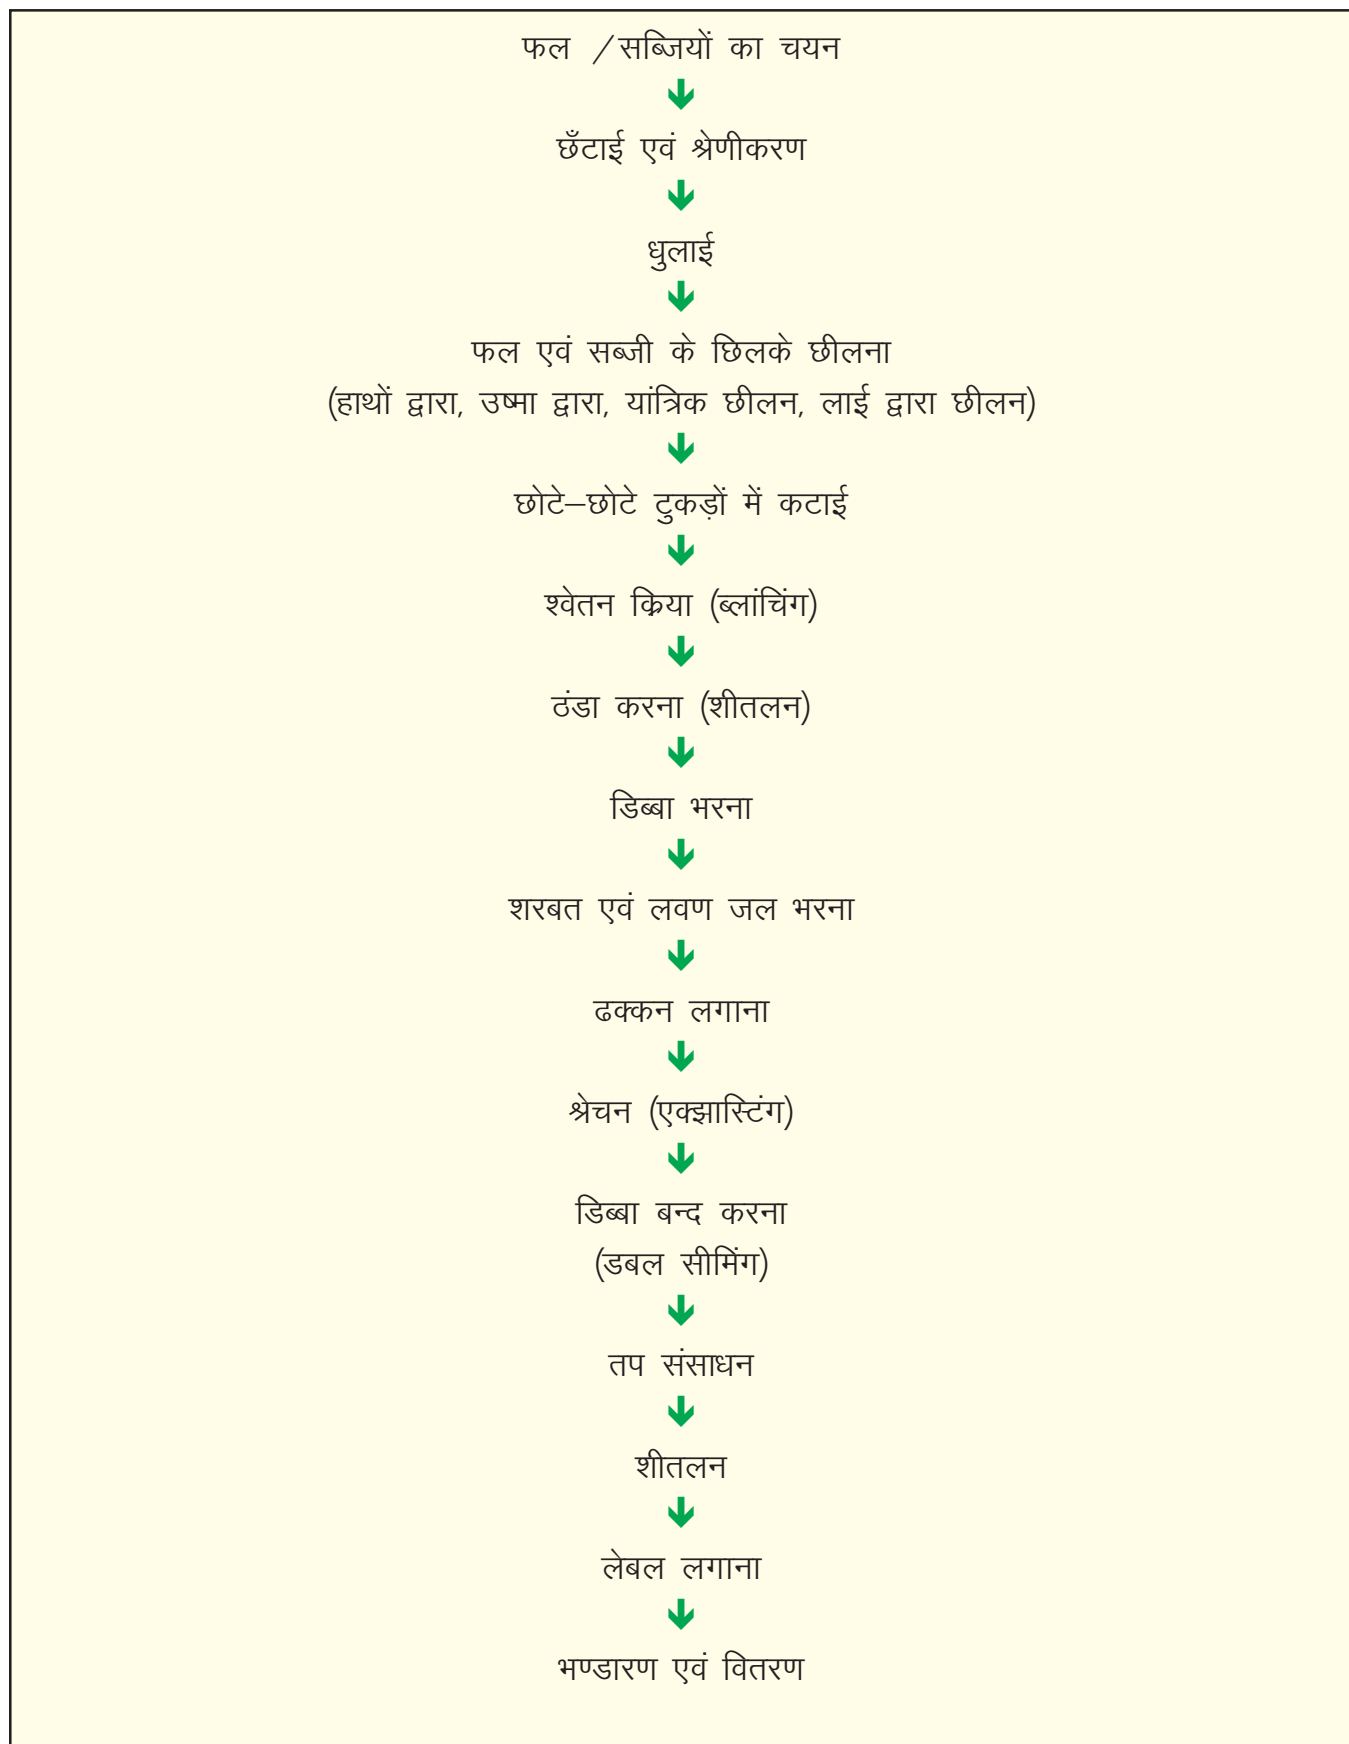 फल / सब्जियों का चयन
छँटाई एवं श्रेणीकरण
धुलाई
फल एवं सब्जी के छिलके छीलना
(हाथों द्वारा, उष्मा द्वारा, यांत्रिक छीलन, लाई द्वारा छीलन)
छोटे–छोटे टुकड़ों में कटाई
श्वेतन क्रिया (ब्लांचिंग)
ठंडा करना (शीतलन)
डिब्बा भरना
शरबत एवं लवण जल भरना
ढक्कन लगाना
श्रेचन (एक्झास्टिंग)
डिब्बा बन्द करना
(डबल सीमिंग)
तप संसाधन
शीतलन
लेबल लगाना
भण्डारण एवं वितरण